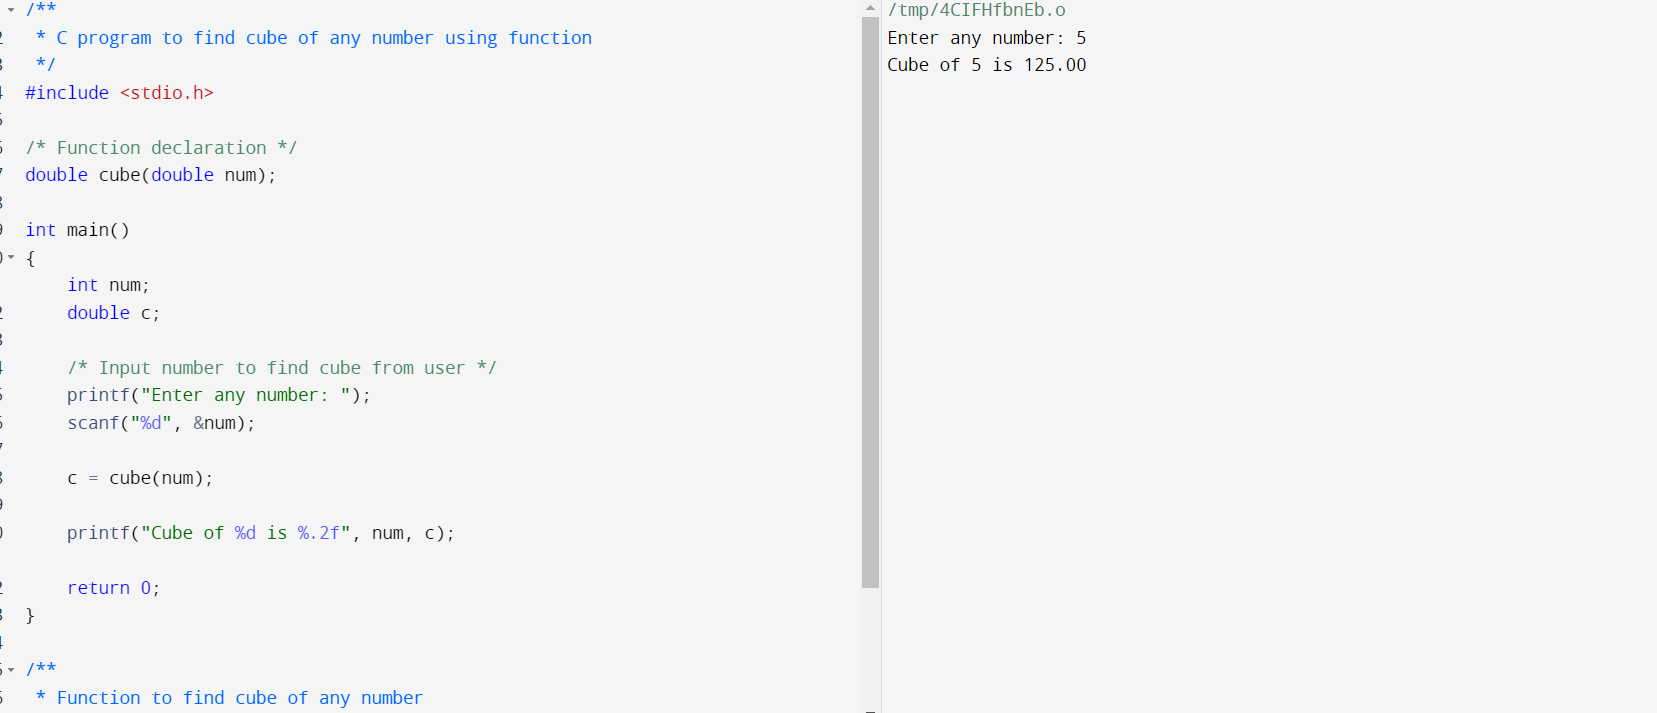 /**
 * C program to find cube of any number using function
 */
#include <stdio.h>
/* Function declaration */
double cube(double num);
int main()
{
    int num;
    double c;
    /* Input number to find cube from user */
    printf("Enter any number: ");
    scanf("%d", &num);
    c = cube(num);
    printf("Cube of %d is %.2f", num, c);
    return 0;
}
/**
 * Function to find cube of any number
/tmp/4CIFHfbnEb.o
Enter any number: 5
Cube of 5 is 125.00